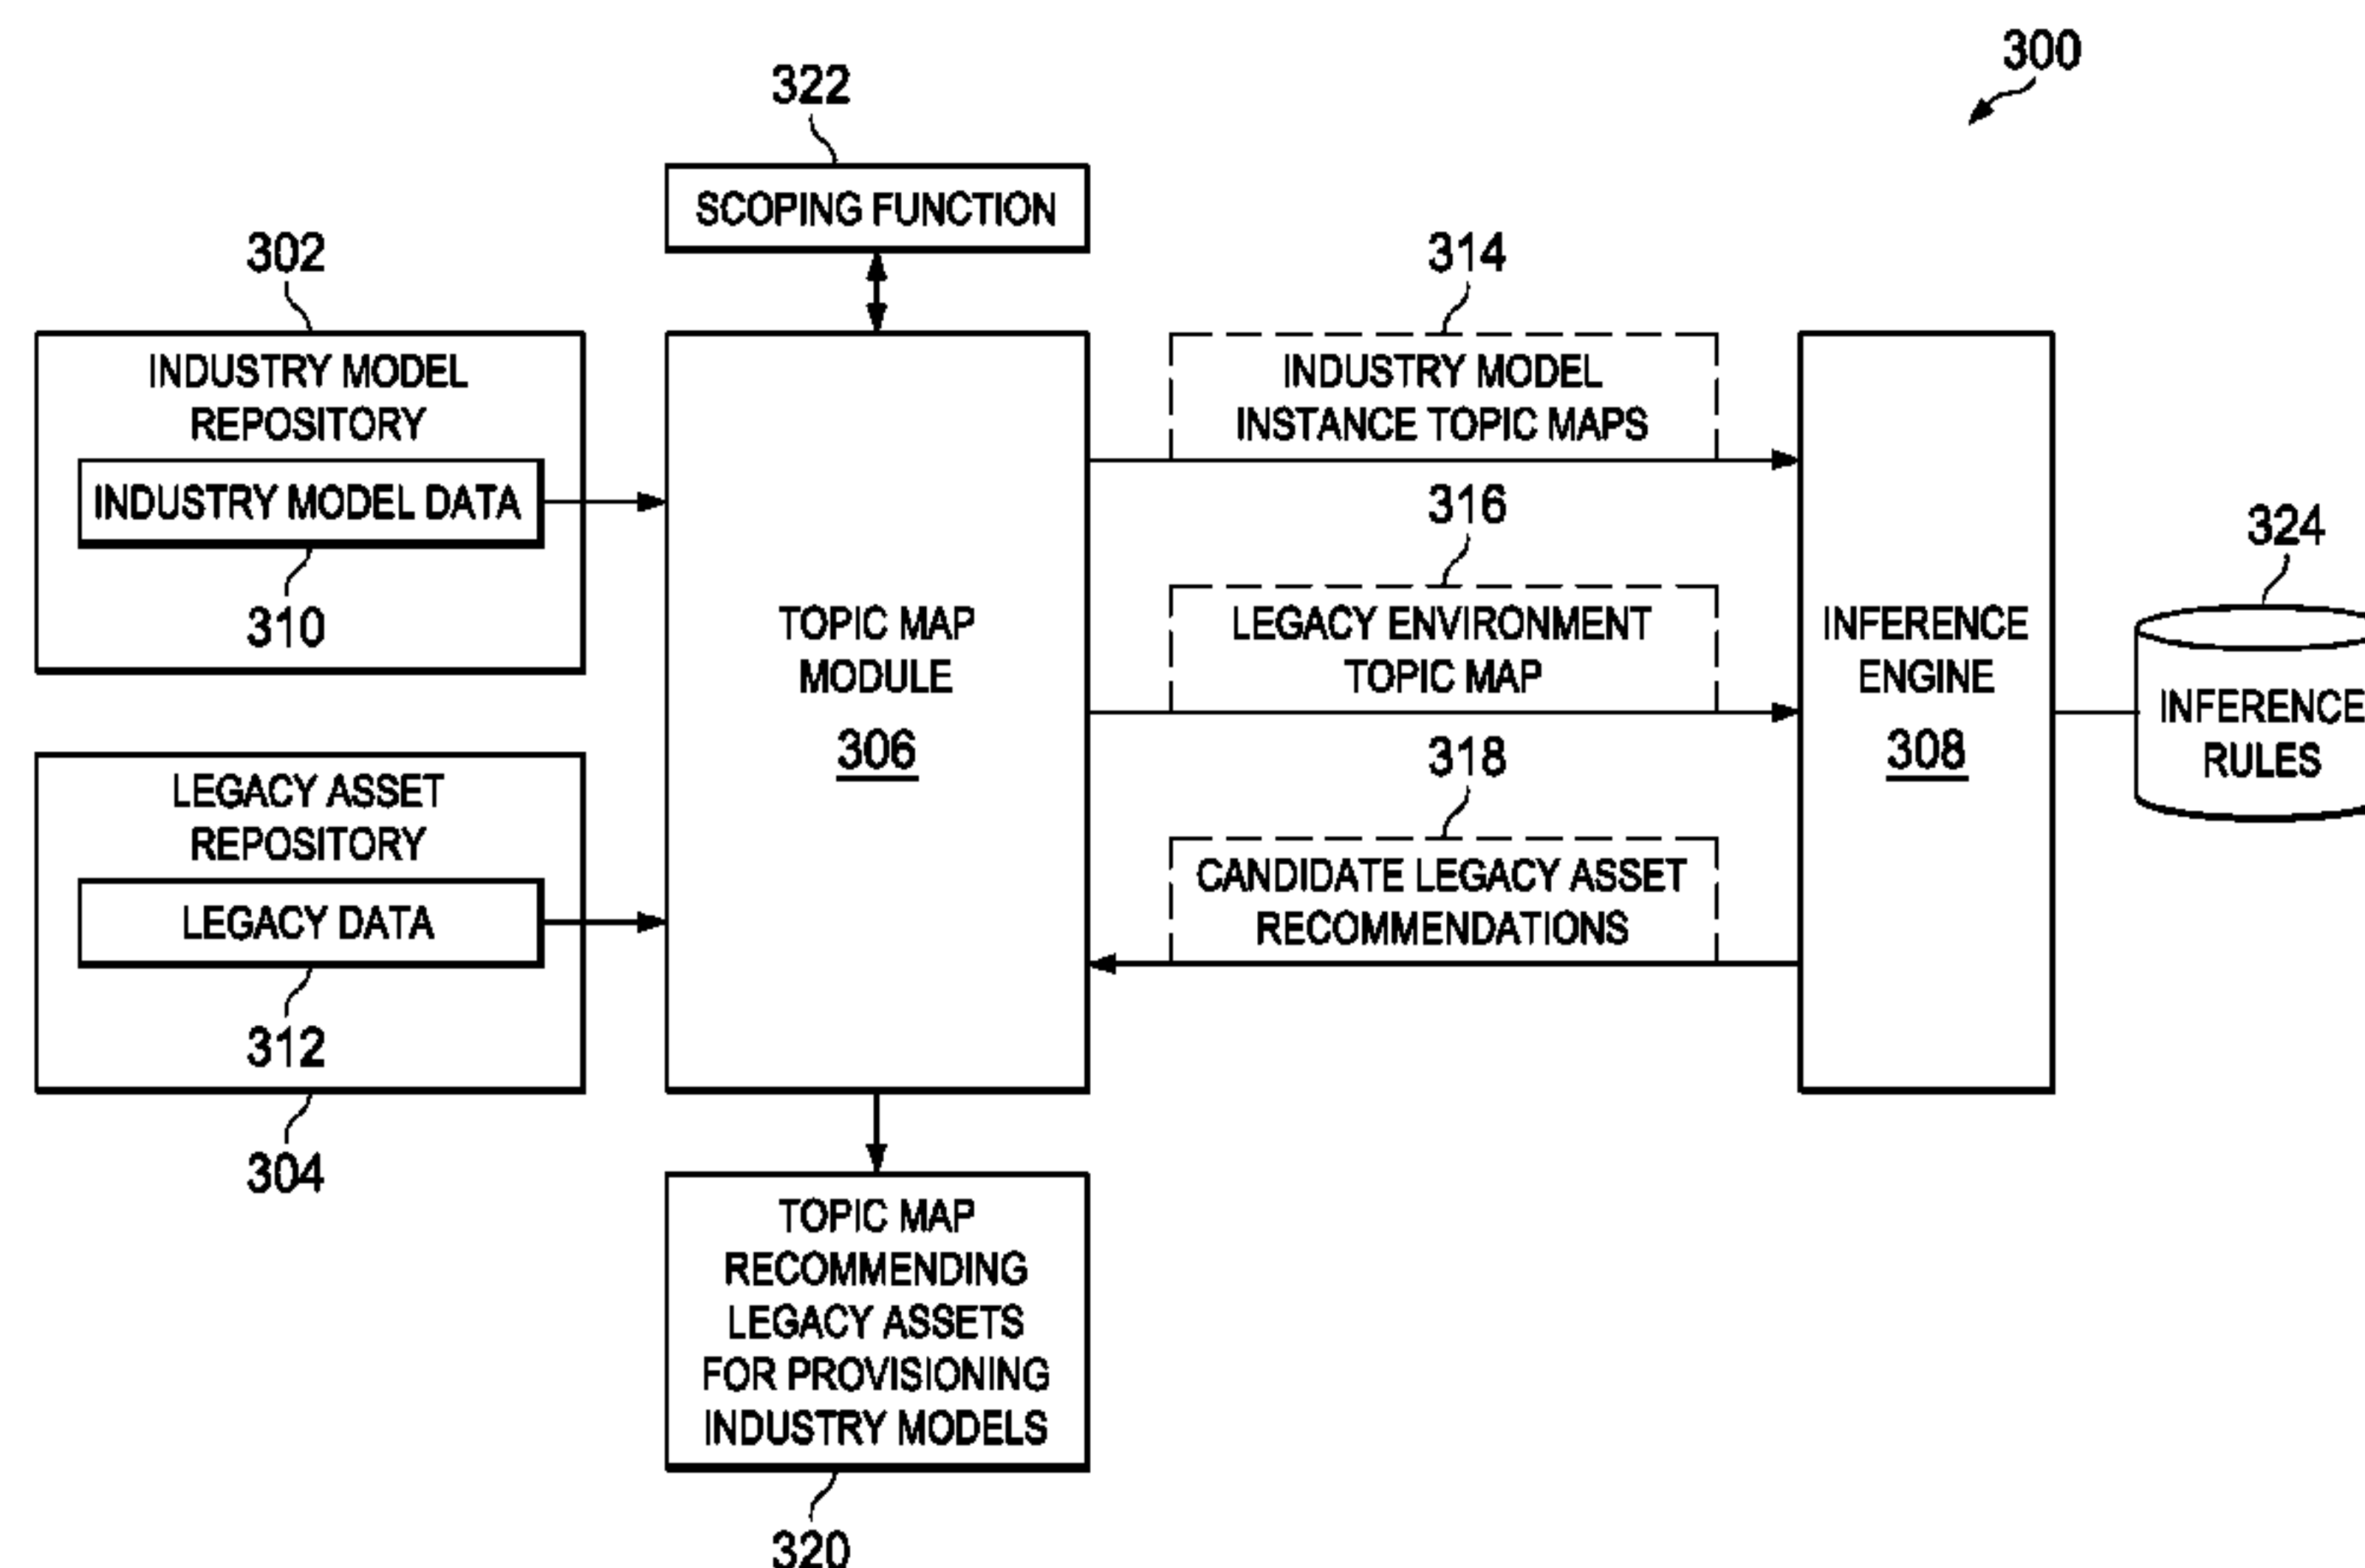 300
322
SCOPING FUNCTION
302
INDUSTRY MODEL
REPOSITORY
INDUSTRY MODEL DATA
310
LEGACY ASSET
REPOSITORY
LEGACY DATA
312
304
TOPIC MAP
MODULE
306
314
INDUSTRY MODEL
INSTANCE TOPIC MAPS
316
LEGACY ENVIRONMENT
TOPIC MAP
318
CANDIDATE LEGACY ASSET
RECOMMENDATIONS
INFERENCE
ENGINE
308
324
INFERENCE
RULES
TOPIC MAP
RECOMMENDING
LEGACY ASSETS
FOR PROVISIONING
INDUSTRY MODELS
320